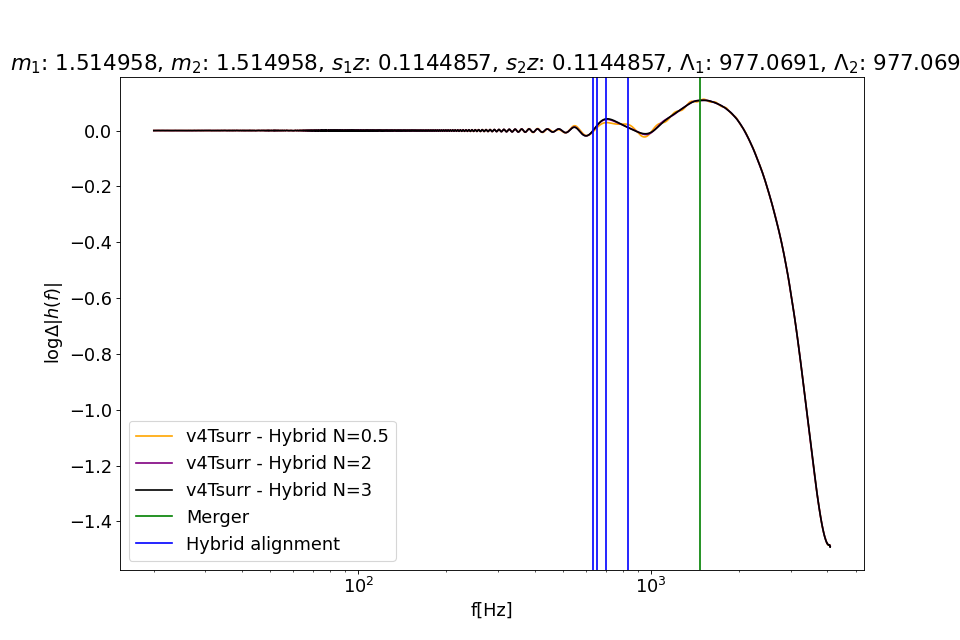 m₁: 1.514958, m₂: 1.514958, s₁z: 0.1144857, s₂z: 0.1144857, Λ₁: 977.0691, Λ₂: 977.069
0.0
−0.2
−0.4
−0.6
−0.8
−1.0
−1.2
−1.4
logΔ|h(f)|
v4Tsurr - Hybrid N=0.5
v4Tsurr - Hybrid N=2
v4Tsurr - Hybrid N=3
Merger
Hybrid alignment
10² 10³
f[Hz]